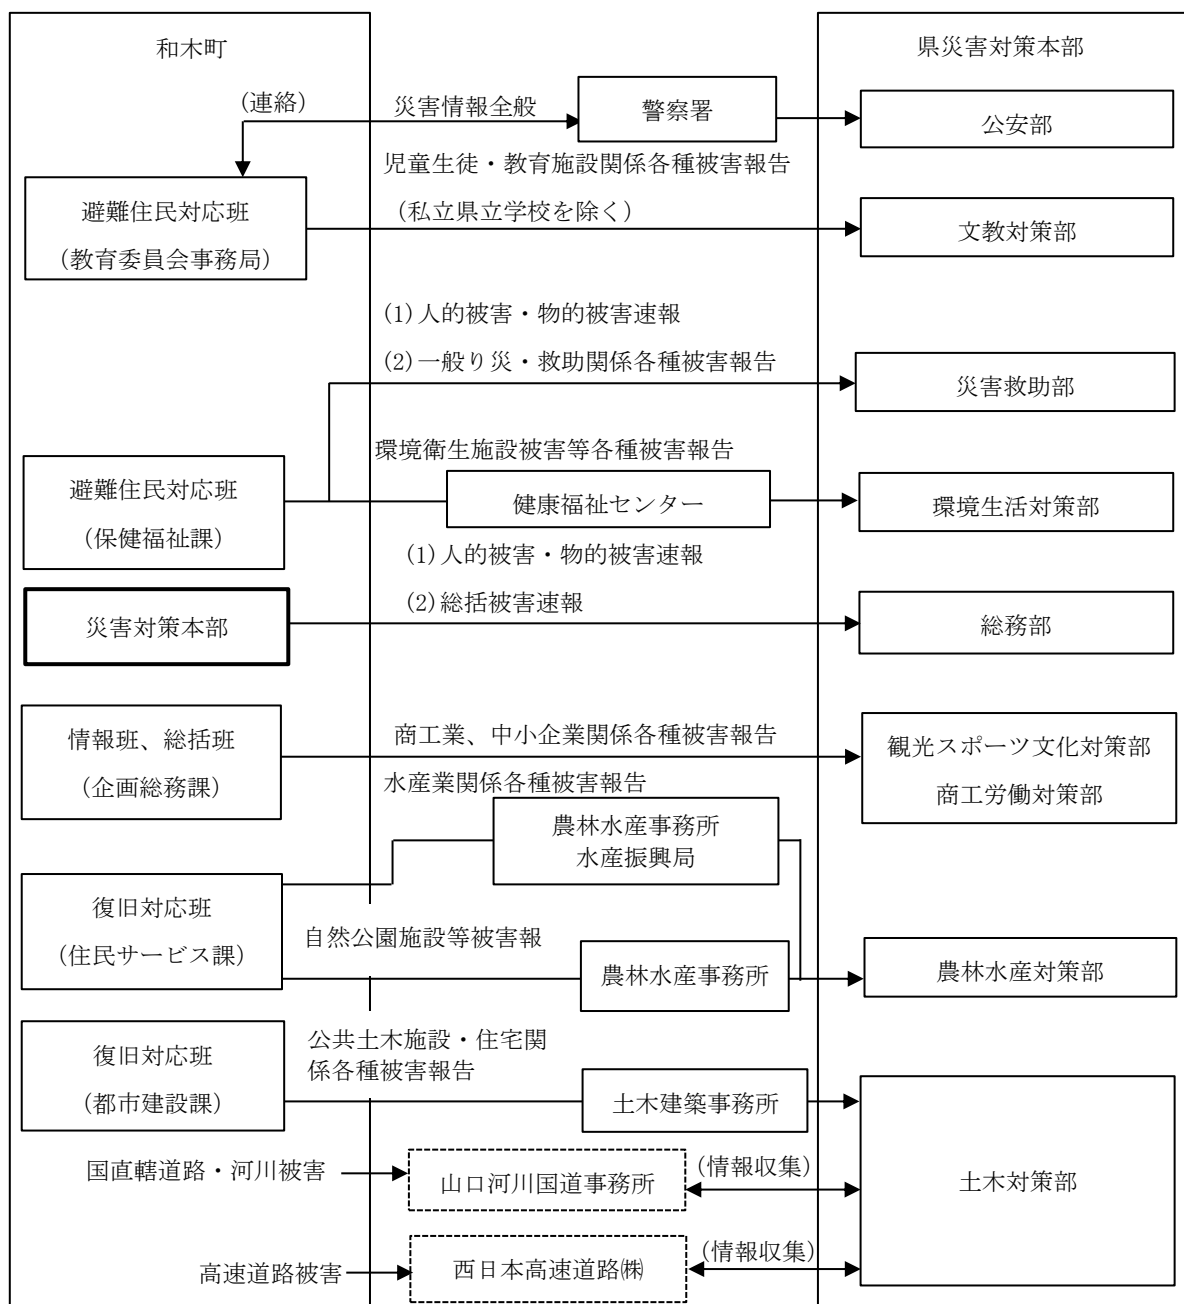 和木町
県災害対策本部
(連絡)
災害情報全般
警察署
公安部
児童生徒・教育施設関係各種被害報告
(私立県立学校を除く)
避難住民対応班
(教育委員会事務局)
文教対策部
(1)人的被害・物的被害速報
(2)一般り災・救助関係各種被害報告
災害救助部
環境衛生施設被害等各種被害報告
避難住民対応班
(保健福祉課)
健康福祉センター
環境生活対策部
(1)人的被害・物的被害速報
(2)総括被害速報
災害対策本部
総務部
情報班、総括班
(企画総務課)
商工業、中小企業関係各種被害報告
観光スポーツ文化対策部
商工労働対策部
水産業関係各種被害報告
農林水産事務所
水産振興局
復旧対応班
(住民サービス課)
自然公園施設等被害報
農林水産事務所
農林水産対策部
公共土木施設・住宅関
係各種被害報告
復旧対応班
(都市建設課)
土木建築事務所
土木対策部
国直轄道路・河川被害
山口河川国道事務所
(情報収集)
高速道路被害
西日本高速道路㈱
(情報収集)